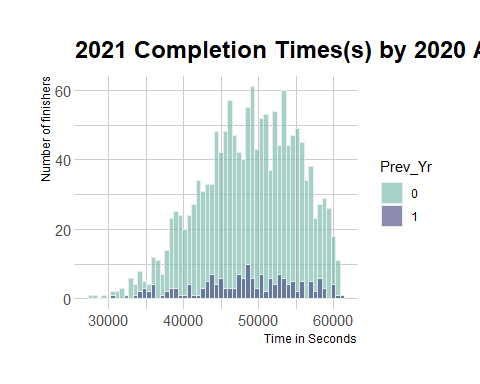 2021 Completion Times(s) by 2020 A
Number of finishers
60
40
20
0
30000 40000 50000 60000
Time in Seconds
Prev_Yr
0
1